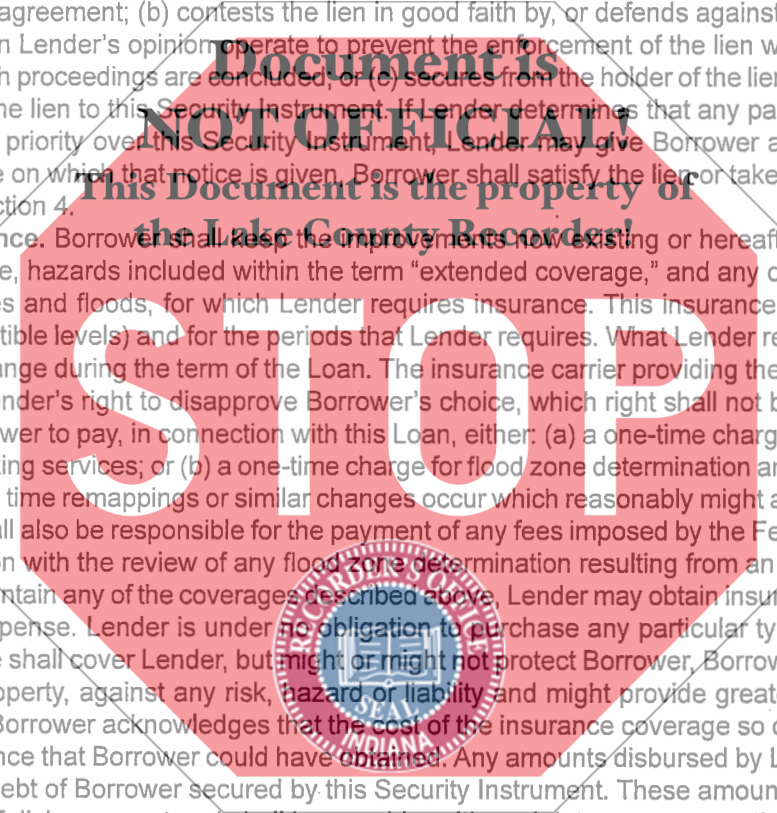 agreement; (b) contests the lien in good faith by, or defends against
n Lender's opinion operate to prevent the enforcement of the lien w
h proceedings are concluded; or (c) secures from the holder of the lien
he lien to this Security Instrument. If Lender determines that any pa
priority over this Security Instrument, Lender may give Borrower a
e on which that notice is given, Borrower shall satisfy the lien or take
ction 4.
nce. Borrower shall keep the improvements now existing or hereaf
e, hazards included within the term “extended coverage,” and any o
es and floods, for which Lender requires insurance. This insurance
tible levels) and for the periods that Lender requires. What Lender re
ange during the term of the Loan. The insurance carrier providing the
ender's right to disapprove Borrower's choice, which right shall not b
wer to pay, in connection with this Loan, either: (a) a one-time charg
king services; or (b) a one-time charge for flood zone determination an
time remappings or similar changes occur which reasonably might a
all also be responsible for the payment of any fees imposed by the Fe
on with the review of any flood zone determination resulting from an
ntain any of the coverages described above, Lender may obtain insur
pense. Lender is under no obligation to purchase any particular ty
e shall cover Lender, but might or might not protect Borrower, Borrow
operty, against any risk, hazard or liability and might provide great
Borrower acknowledges that the cost of the insurance coverage so o
nce that Borrower could have obtained. Any amounts disbursed by L
ebt of Borrower secured by this Security Instrument. These amoun
Document is
NOT OFFICIAL!
This Document is the property of
the Lake County Recorder!
STOP
RECORDER'S OFFICE
SEAL
INDIANA